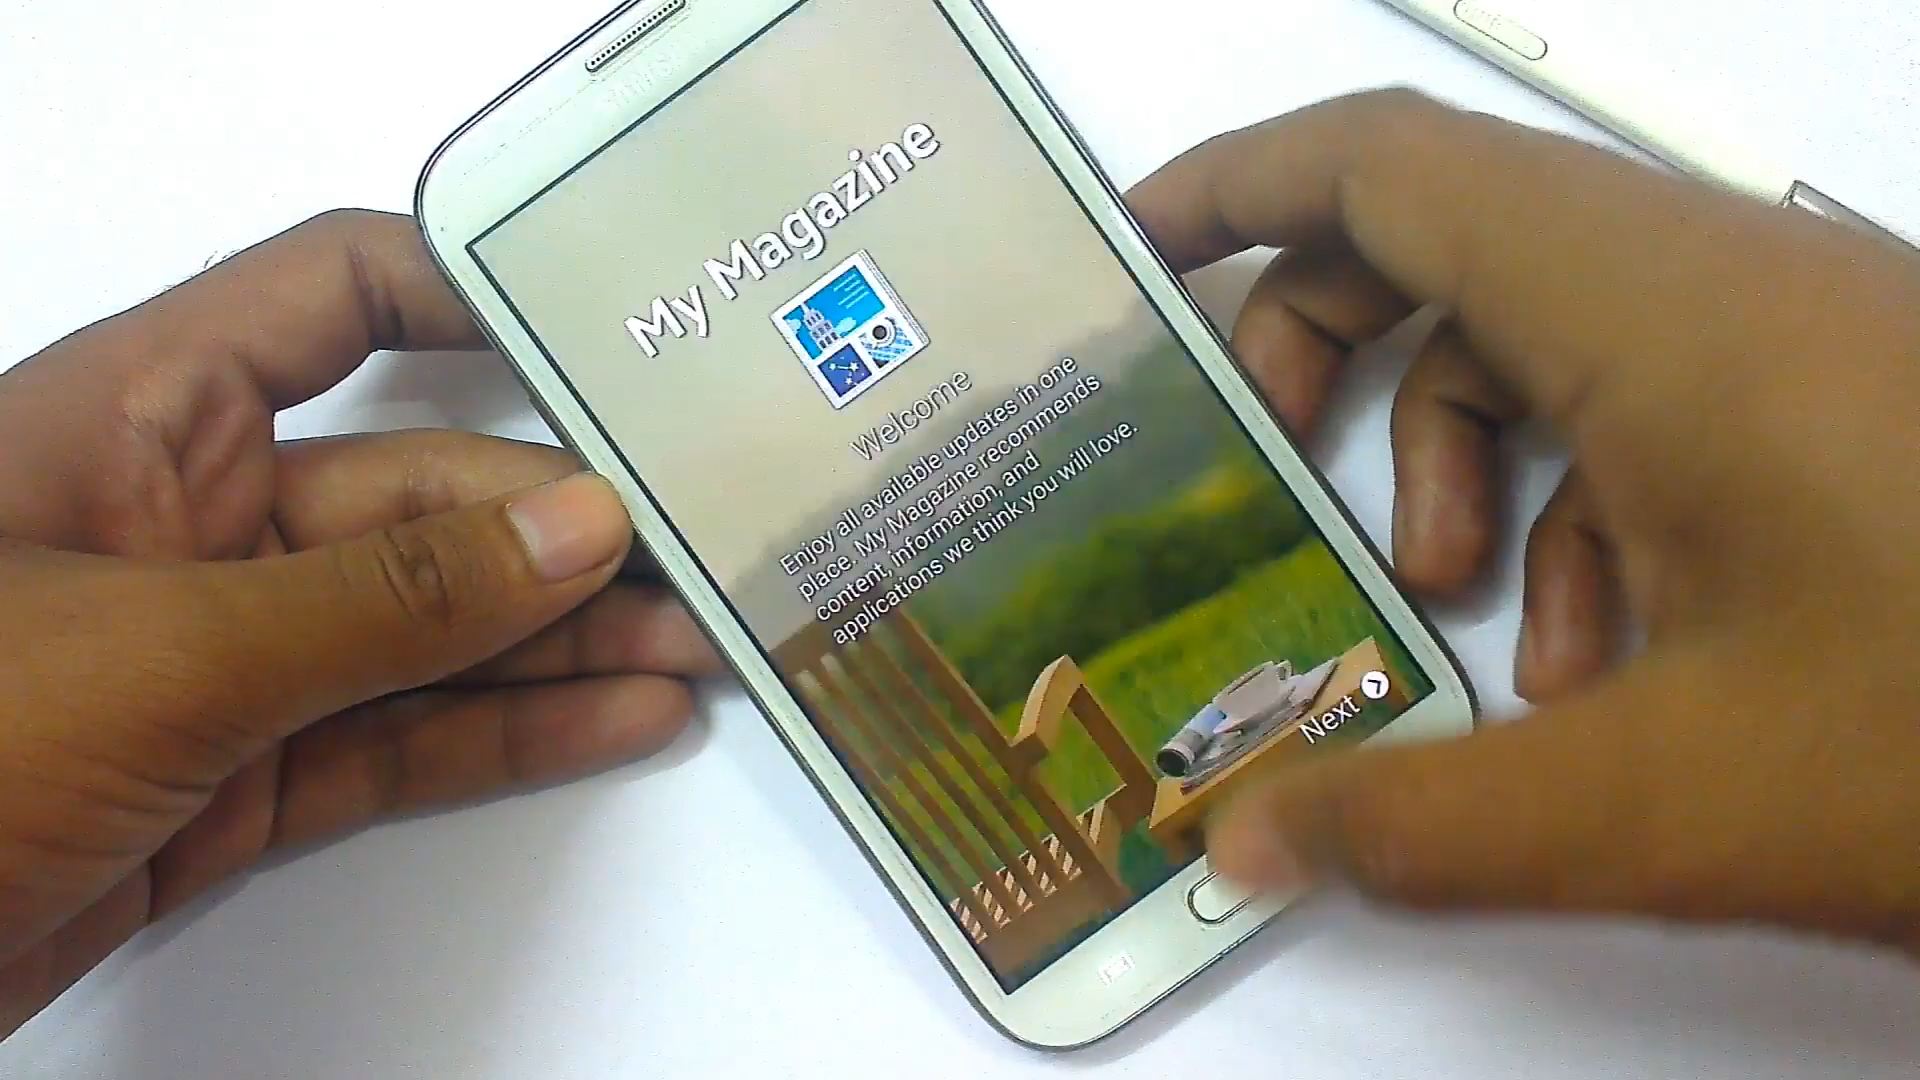 SAMSUNG
My Magazine
Welcome
Enjoy all available updates in one
place. My Magazine recommends
content, information, and
applications we think you will love.
Next